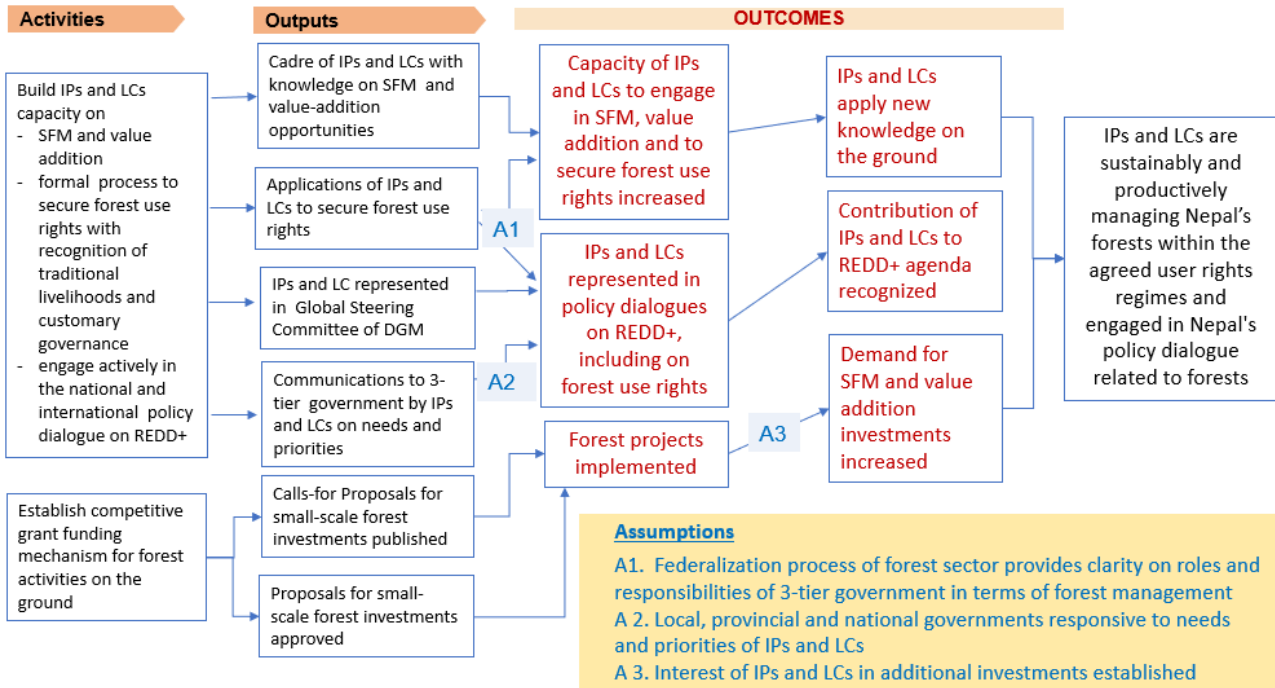 Activities
Outputs
OUTCOMES
Build IPs and LCs
capacity on
- SFM and value
addition
- formal process to
secure forest use
rights with
recognition of
traditional
livelihoods and
customary
governance
- engage actively in
the national and
international policy
dialogue on REDD+
Establish competitive
grant funding
mechanism for forest
activities on the
ground
Cadre of IPs and LCs with
knowledge on SFM and
value-addition
opportunities
Applications of IPs and
LCs to secure forest use
rights
IPs and LC represented
in Global Steering
Committee of DGM
Communications to 3-
tier government by IPs
and LCs on needs and
priorities
Calls-for Proposals for
small-scale forest
investments published
Proposals for small-
scale forest investments
approved
A1
A2
Capacity of IPs
and LCs to engage
in SFM, value
addition and to
secure forest use
rights increased
IPs and LCs
represented in
policy dialogues
on REDD+,
including on
forest use rights
Forest projects
implemented
A3
IPs and LCs
apply new
knowledge on
the ground
Contribution of
IPs and LCs to
REDD+ agenda
recognized
Demand for
SFM and value
addition
investments
increased
IPs and LCs are
sustainably and
productively
managing Nepal’s
forests within the
agreed user rights
regimes and
engaged in Nepal's
policy dialogue
related to forests
Assumptions
A1. Federalization process of forest sector provides clarity on roles and
responsibilities of 3-tier government in terms of forest management
A 2. Local, provincial and national governments responsive to needs
and priorities of IPs and LCs
A 3. Interest of IPs and LCs in additional investments established